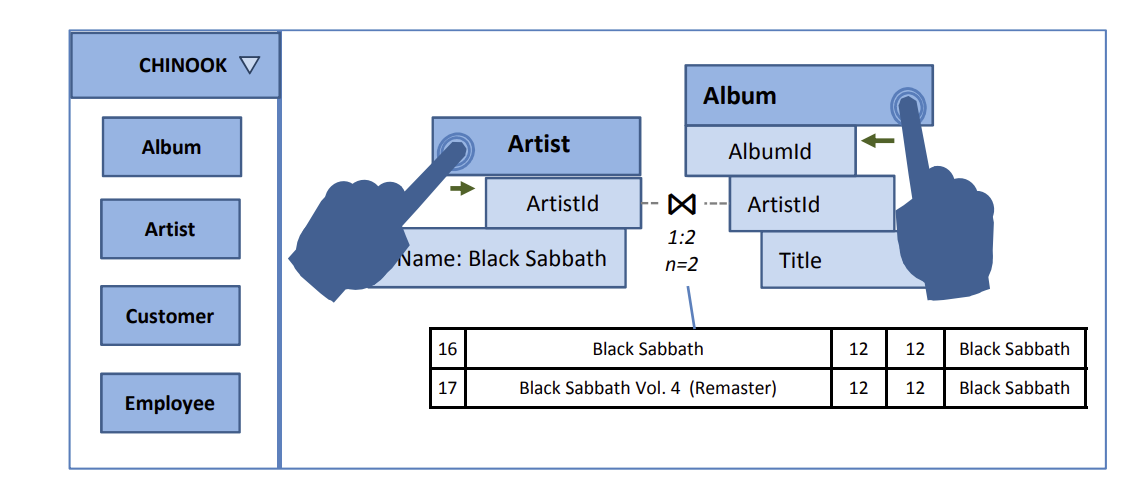 CHINOOK
Album
Artist
Customer
Employee
Artist
ArtistId
Name: Black Sabbath
Album
AlbumId
ArtistId
Title
1:2
n=2
16 Black Sabbath 12 12 Black Sabbath
17 Black Sabbath Vol. 4 (Remaster) 12 12 Black Sabbath